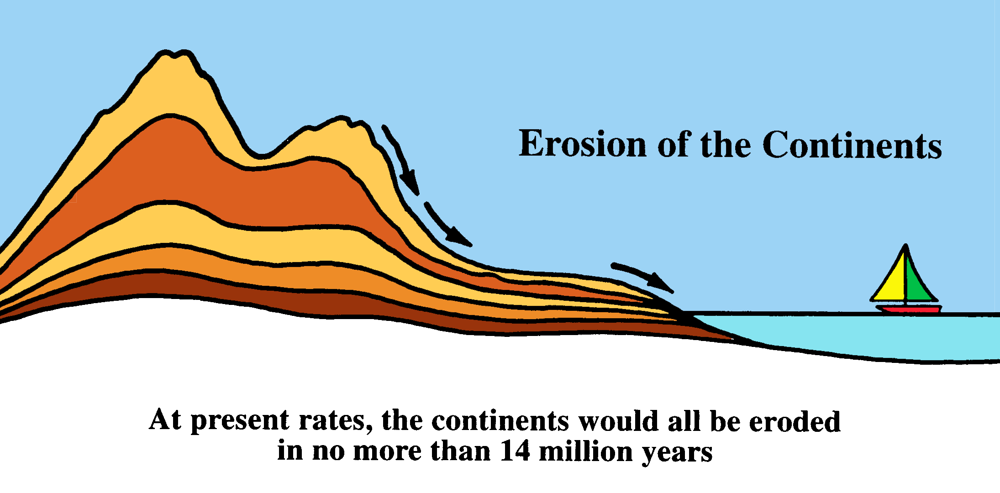 Erosion of the Continents
At present rates, the continents would all be eroded
in no more than 14 million years